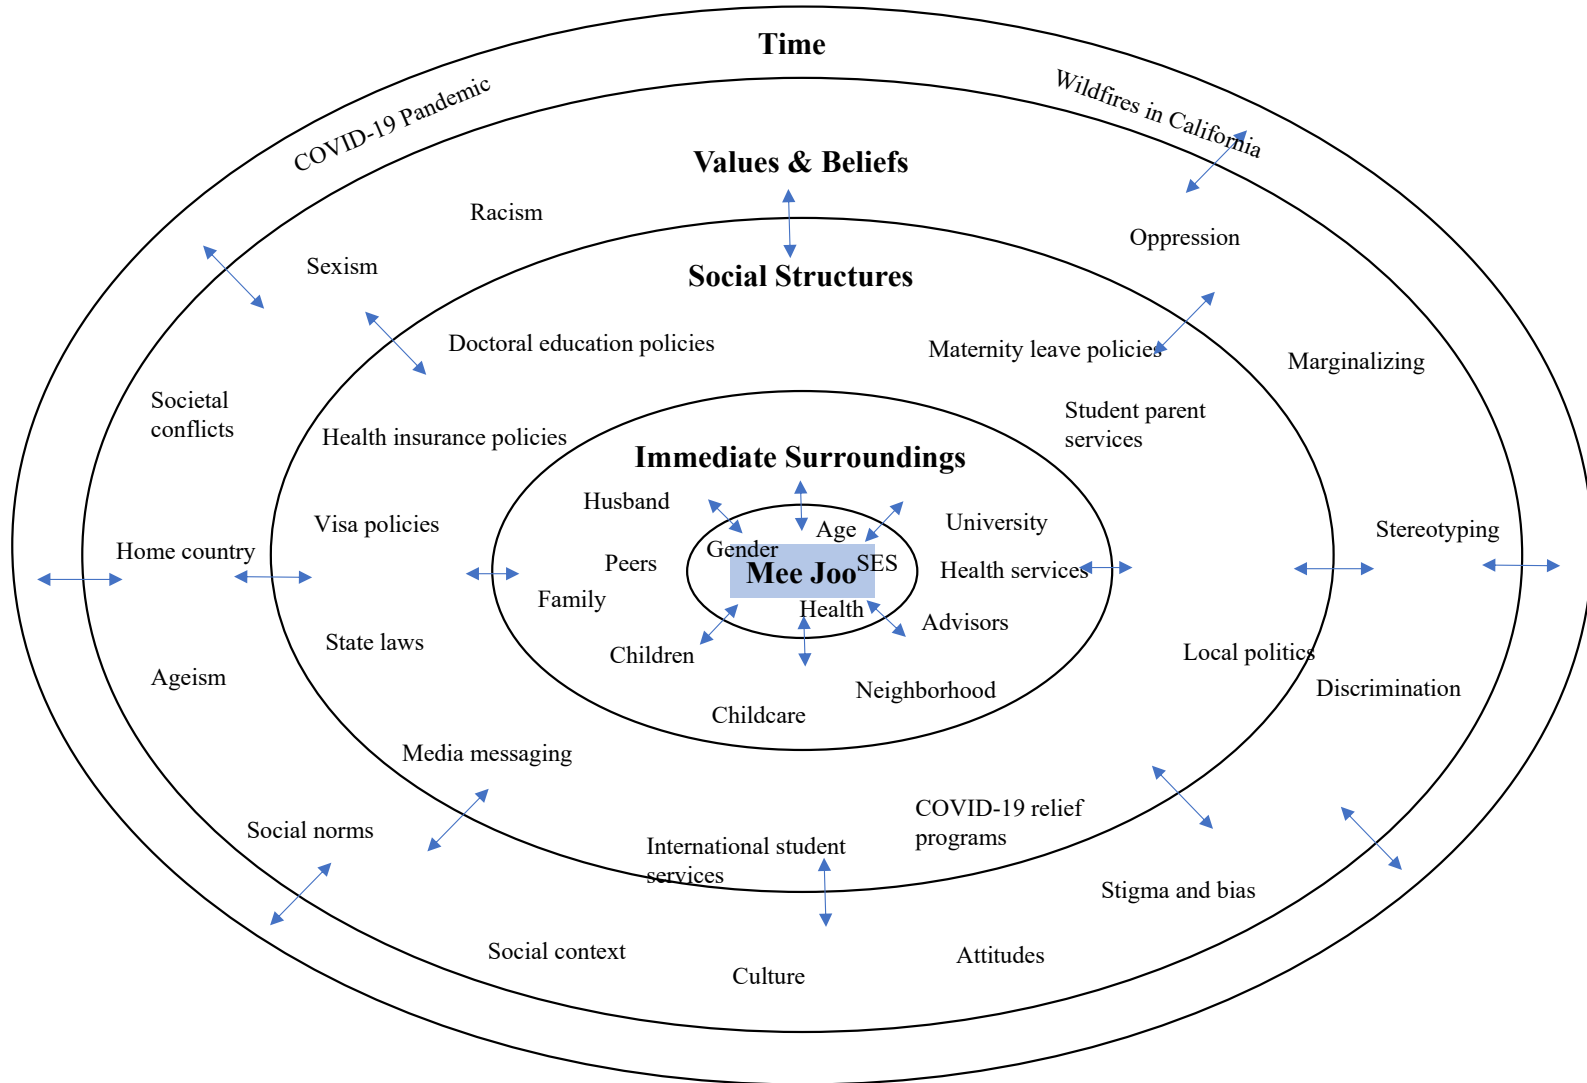 Time
COVID-19 Pandemic
Wildfires in California
Values & Beliefs
Racism
Oppression
Sexism
Social Structures
Doctoral education policies
Maternity leave policies
Marginalizing
Societal
conflicts
Student parent
services
Health insurance policies
Immediate Surroundings
Husband
University
Visa policies
Age
Stereotyping
Home country
Gender
Peers
SES
Mee Joo
Health services
Family
Health
Advisors
State laws
Children
Local politics
Ageism
Neighborhood
Discrimination
Childcare
Media messaging
COVID-19 relief
programs
Social norms
International student
services
Stigma and bias
Social context
Attitudes
Culture